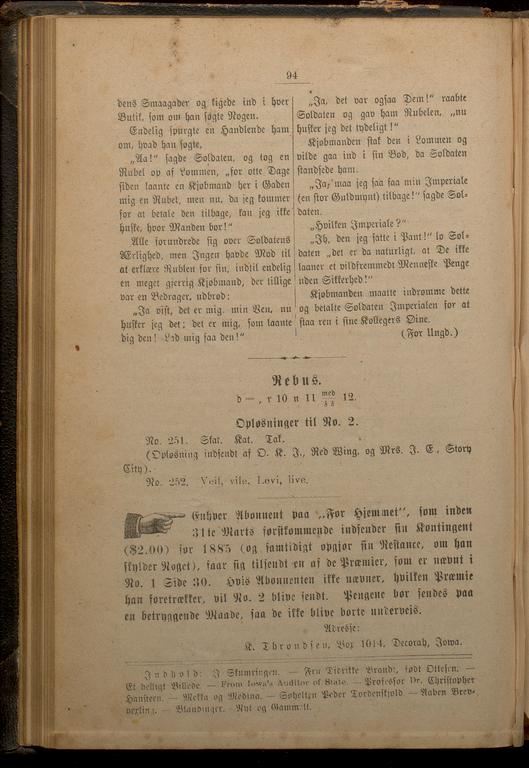 94
dens Smaagader og kigede ind i hver
Butik, som om han søgte Nogen.
Endelig spurgte en Handlende ham
om, hvad han søgte,
„Aa!“ sagde Soldaten, og tog en
Rubel op af Lommen, „for otte Dage
siden laante en Kjøbmand her i Gaden
mig en Rubel, men nu, da jeg kommer
for at betale den tilbage, kan jeg ikke
huske, hvor Manden bor!“
Alle forundrede sig over Soldatens
Ærlighed, men Ingen havde Mod til
at erklære Rublen for sin, indtil endelig
en meget gjerrig Kjøbmand, der tillige
var en Bedrager, udbrød:
„Ja vist, det er mig, min Ven, nu
husker jeg det; det er mig, som laante
dig den! Lad mig faa den!“
„Ja, det var ogsaa Dem!“ raabte
Soldaten og gav ham Rubelen, „nu
husker jeg det tydeligt!“
Kjøbmanden stak den i Lommen og
vilde gaa ind i sin Bod, da Soldaten
standsede ham.
„Ja, maa jeg saa faa min Imperiale
(en stor Guldmynt) tilbage!“ sagde Sol-
daten.
„Hvilken Imperiale?“
„Ih, den jeg satte i Pant!“ lo Sol-
daten „det er da naturligt, at De ikke
laaner et vildfremmedt Menneske Penge
uden Sikkerhed!“
Kjøbmanden maatte indrømme dette
og betalte Soldaten Imperialen for at
staa ren i sine Kollegers Øine.
(For Ungd.)
Rebus.
d —, r 10 n 11 med 12.
Opløsninger til No. 2.
No. 251. Skat. Kat. Tak.
(Opløsning indsendt af O. K. J., Red Wing, og Mrs. J. E., Story
City).
No. 252. Veil, vile, Levi, live.
Enhver Abonnent paa „For Hjemmet“, som inden
31te Marts førstkommende indsender sin Kontingent
($2.00) for 1885 (og samtidigt opgjør sin Restance, om han
skylder Noget), faar sig tilsendt en af de Præmier, som er nævnt i
No. 1 Side 30. Hvis Abonnenten ikke nævner, hvilken Præmie
han foretrækker, vil No. 2 blive sendt. Pengene bør sendes paa
en betryggende Maade, saa de ikke blive borte underveis.
Adresse:
K. Throndsen, Box 1014, Decorah, Iowa.
Indhold: I Skumringen. — Fru Didrikke Brandt, født Ottesen. —
Et deiligt Billede. — From Iowa's Auditor of State. — Professor Dr. Christopher
Hansteen. — Mekka og Medina. — Søhelten Peder Tordenskjold. — Aaben Brev-
vexling. — Blandinger. — Nyt og Gammelt.